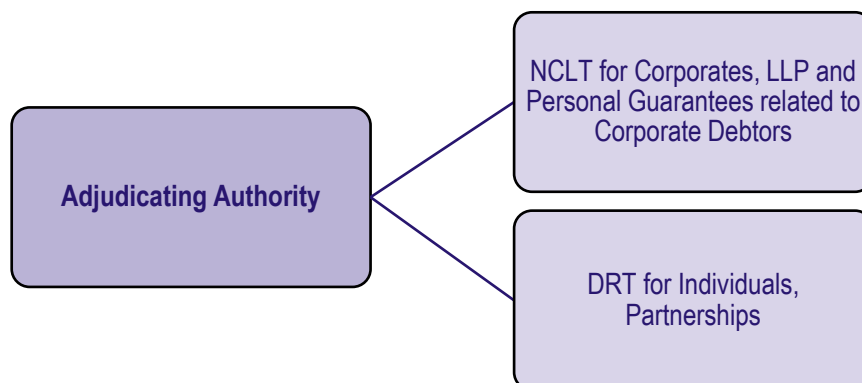 Adjudicating Authority
NCLT for Corporates, LLP and
Personal Guarantees related to
Corporate Debtors
DRT for Individuals,
Partnerships